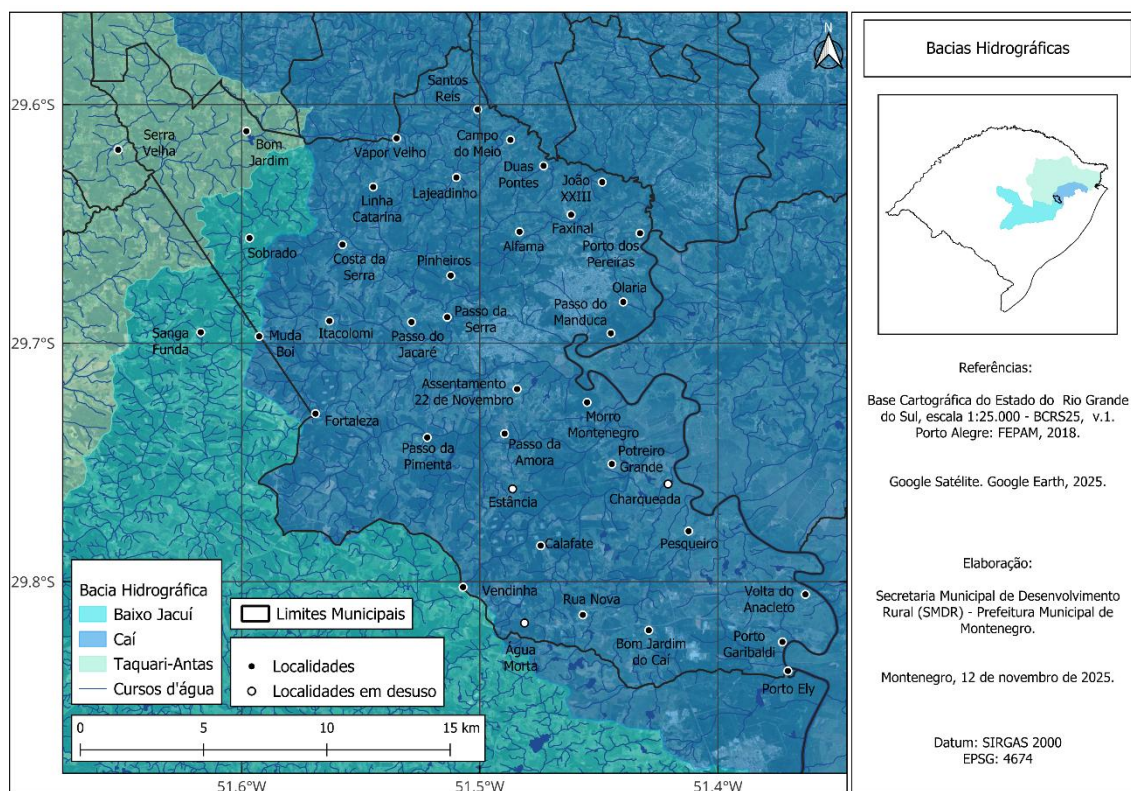 Bacias Hidrográficas
29.6°S
29.7°S
29.8°S
51.6°W
51.5°W
51.4°W
Santos
Reis
Serra
Velha
Bom
Jardim
Vapor Velho
Campo
do Meio
Duas
Pontes
João
XXIII
Lajeadinho
Linha
Catarina
Faxinal
Sobrado
Costa da
Serra
Alfama
Porto dos
Pereiras
Pinheiros
Olaria
Sanga
Funda
Muda
Boi
Itacolomi
Passo do
Jacaré
Passo da
Serra
Passo do
Manduca
Assentamento
22 de Novembro
Fortaleza
Morro
Montenegro
Passo da
Pimenta
Passo da
Amora
Potreiro
Grande
Estância
Charqueada
Calafate
Pesqueiro
Vendinha
Rua Nova
Volta do
Anacleto
Água
Morta
Bom Jardim
do Caí
Porto
Garibaldi
Porto Ely
Bacia Hidrográfica
Baixo Jacuí
Caí
Taquari-Antas
Cursos d'água
Limites Municipais
Localidades
Localidades em desuso
0 5 10 15 km
Referências:
Base Cartográfica do Estado do Rio Grande
do Sul, escala 1:25.000 - BCRS25, v.1.
Porto Alegre: FEPAM, 2018.
Google Satélite. Google Earth, 2025.
Elaboração:
Secretaria Municipal de Desenvolvimento
Rural (SMDR) - Prefeitura Municipal de
Montenegro.
Montenegro, 12 de novembro de 2025.
Datum: SIRGAS 2000
EPSG: 4674